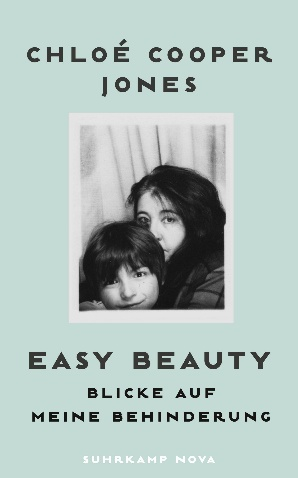 CHLOÉ COOPER
JONES
EASY BEAUTY
BLICKE AUF
MEINE BEHINDERUNG
SUHRKAMP NOVA